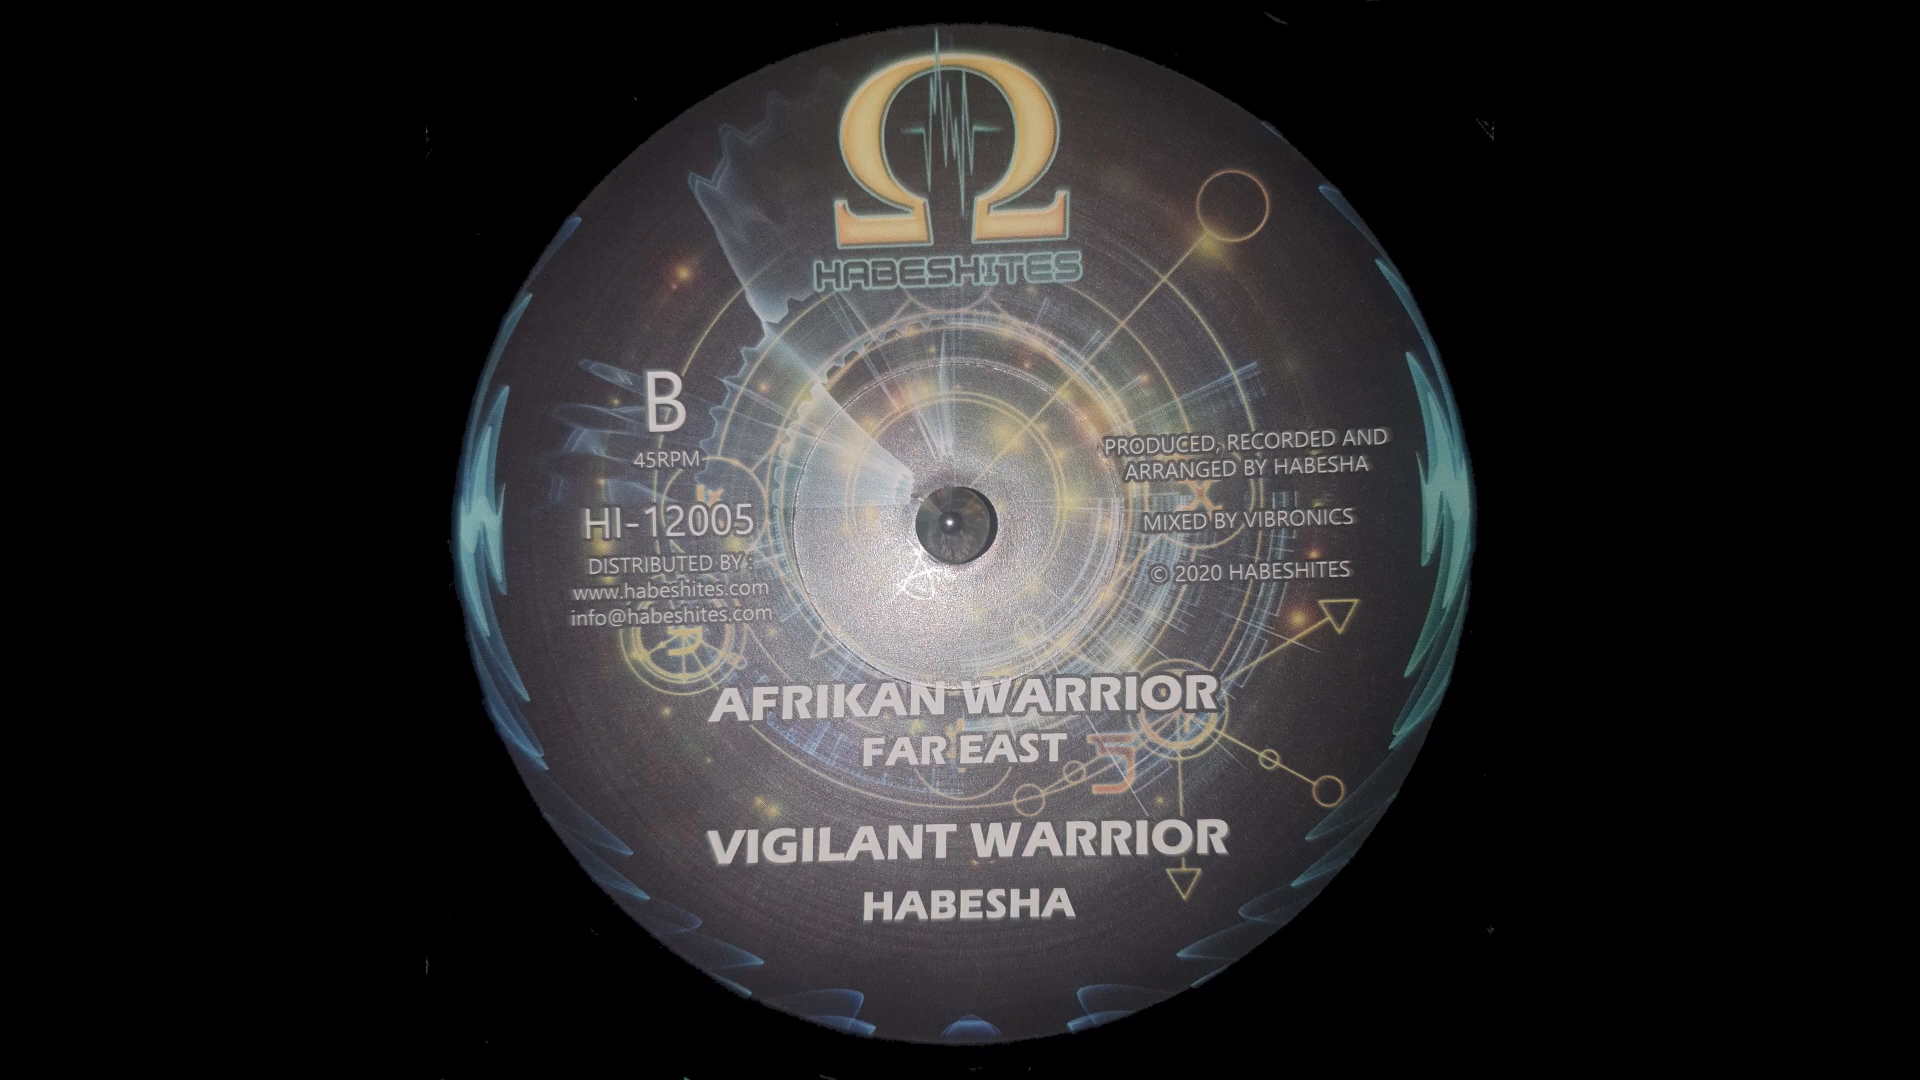 Ω
HABESHITES
B
45RPM
HI-12005
DISTRIBUTED BY :
www.habeshites.com
info@habeshites.com
PRODUCED, RECORDED AND
ARRANGED BY HABESHA
MIXED BY VIBRONICS
© 2020 HABESHITES
AFRIKAN WARRIOR
FAR EAST
VIGILANT WARRIOR
HABESHA